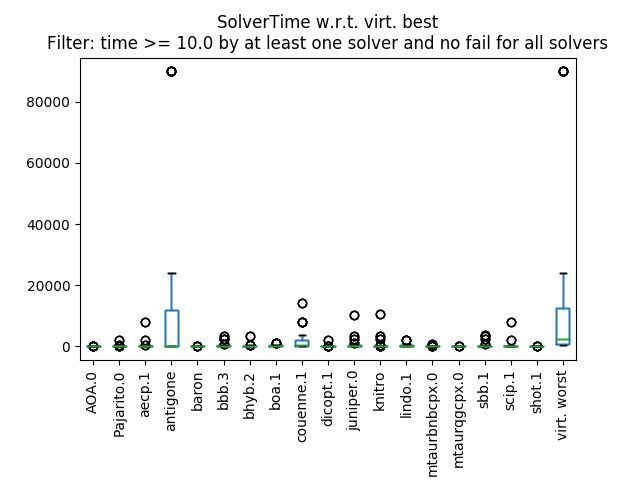 SolverTime w.r.t. virt. best
Filter: time >= 10.0 by at least one solver and no fail for all solvers
80000
60000
40000
20000
0
AOA.0
Pajarito.0
aecp.1
antigone
baron
bbb.3
bhyb.2
boa.1
couenne.1
dicopt.1
juniper.0
knitro
lindo.1
mtaurbnbcpx.0
mtaurqgcpx.0
sbb.1
scip.1
shot.1
virt. worst